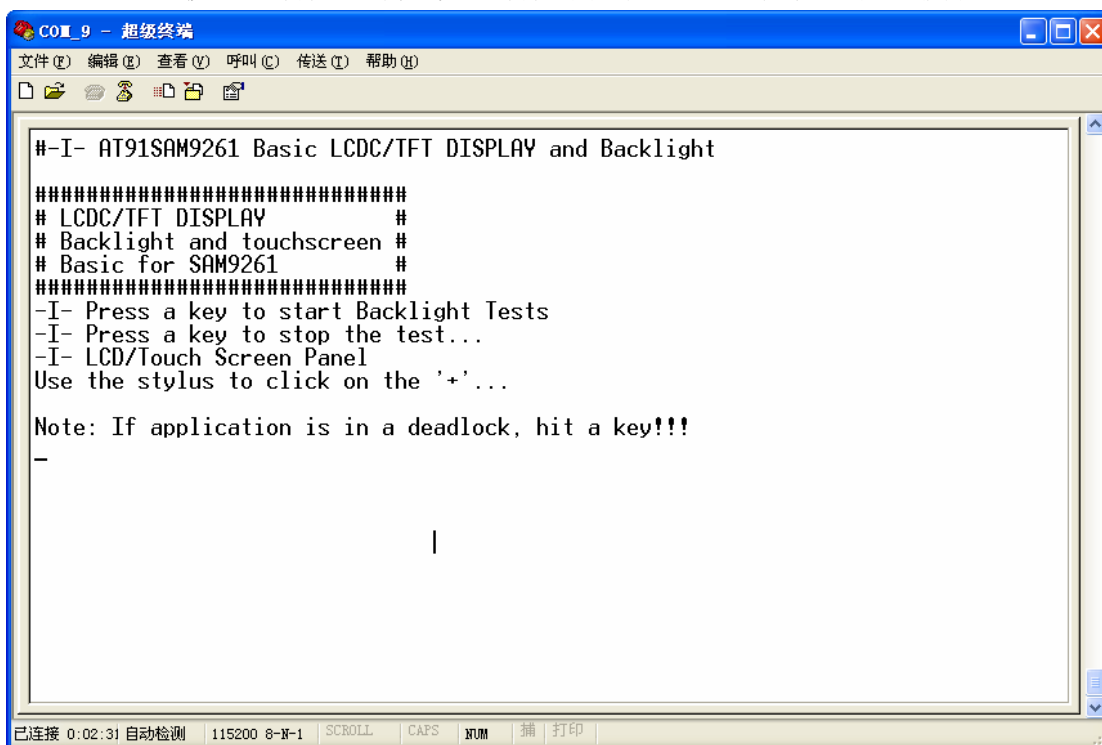 COM_9 - 超级终端
文件(F) 编辑(E) 查看(V) 呼叫(C) 传送(T) 帮助(H)
#-I- AT91SAM9261 Basic LCDC/TFT DISPLAY and Backlight
#############################
# LCDC/TFT DISPLAY          #
# Backlight and touchscreen #
# Basic for SAM9261         #
#############################
-I- Press a key to start Backlight Tests
-I- Press a key to stop the test...
-I- LCD/Touch Screen Panel
Use the stylus to click on the '+'...
Note: If application is in a deadlock, hit a key!!!
_
已连接 0:02:31 自动检测 115200 8-N-1 SCROLL CAPS NUM 捕 打印